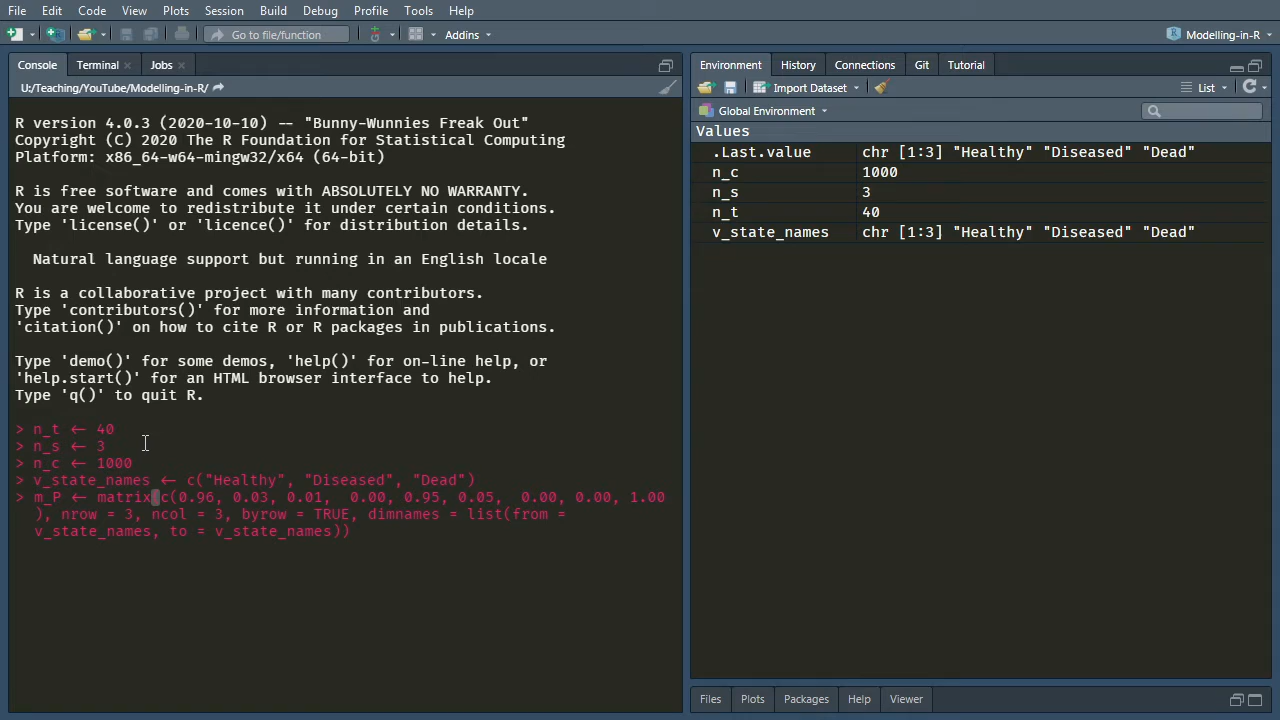 File Edit Code View Plots Session Build Debug Profile Tools Help
Go to file/function Addins Modelling-in-R
Console Terminal Jobs
U:/Teaching/YouTube/Modelling-in-R/
R version 4.0.3 (2020-10-10) -- "Bunny-Wunnies Freak Out"
Copyright (C) 2020 The R Foundation for Statistical Computing
Platform: x86_64-w64-mingw32/x64 (64-bit)
R is free software and comes with ABSOLUTELY NO WARRANTY.
You are welcome to redistribute it under certain conditions.
Type 'license()' or 'licence()' for distribution details.
Natural language support but running in an English locale
R is a collaborative project with many contributors.
Type 'contributors()' for more information and
'citation()' on how to cite R or R packages in publications.
Type 'demo()' for some demos, 'help()' for on-line help, or
'help.start()' for an HTML browser interface to help.
Type 'q()' to quit R.
> n_t <- 40
> n_s <- 3
> n_c <- 1000
> v_state_names <- c("Healthy", "Diseased", "Dead")
> m_P <- matrix(c(0.96, 0.03, 0.01,  0.00, 0.95, 0.05,  0.00, 0.00, 1.00
), nrow = 3, ncol = 3, byrow = TRUE, dimnames = list(from =
v_state_names, to = v_state_names))
Environment History Connections Git Tutorial
Import Dataset List
Global Environment
Values
.Last.value chr [1:3] "Healthy" "Diseased" "Dead"
n_c 1000
n_s 3
n_t 40
v_state_names chr [1:3] "Healthy" "Diseased" "Dead"
Files Plots Packages Help Viewer